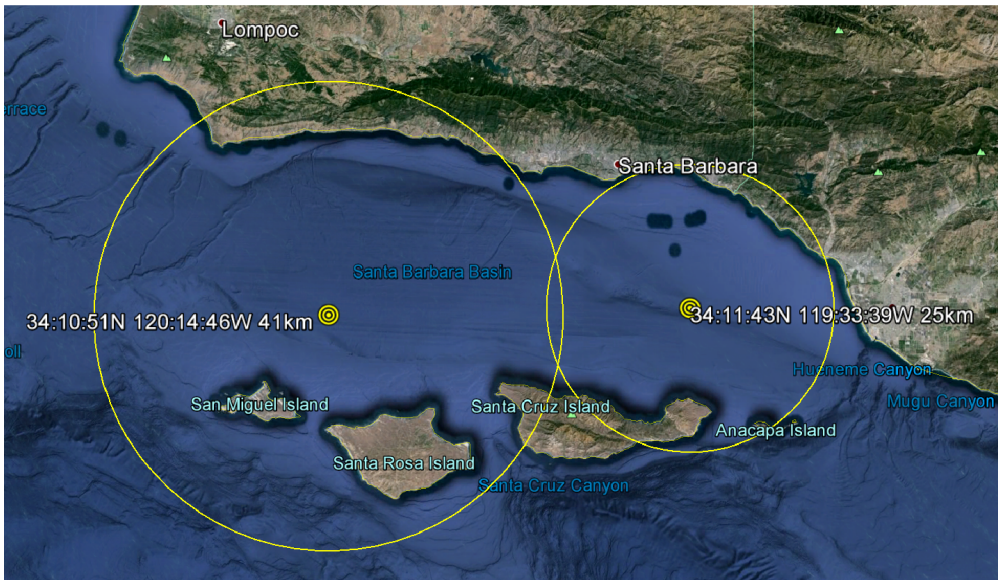 Lompoc
errace
Santa Barbara
Santa Barbara Basin
34:10:51N 120:14:46W 41km
34:11:43N 119:33:39W 25km
oll
Hueneme Canyon
Mugu Canyon
San Miguel Island
Santa Cruz Island
Anacapa Island
Santa Rosa Island
Santa Cruz Canyon